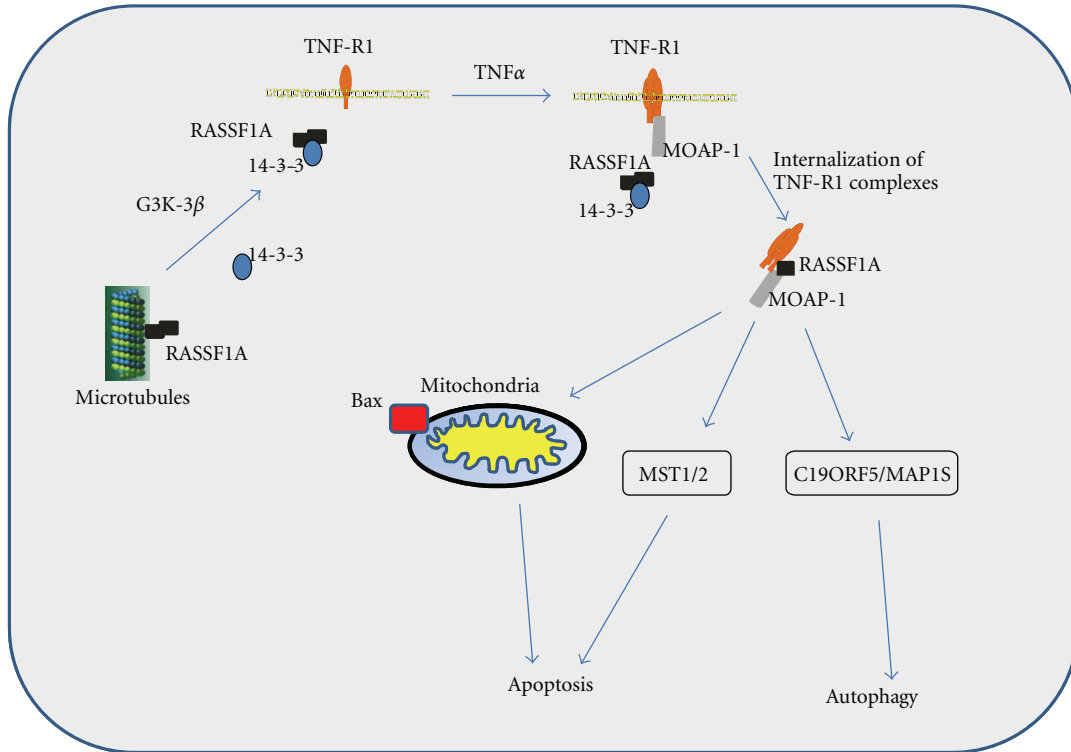 TNF-R1
TNFα
TNF-R1
RASSF1A
14-3-3
MOAP-1
RASSF1A
14-3-3
Internalization of
TNF-R1 complexes
G3K-3β
14-3-3
RASSF1A
MOAP-1
RASSF1A
Microtubules
Mitochondria
Bax
MST1/2
C19ORF5/MAP1S
Apoptosis
Autophagy